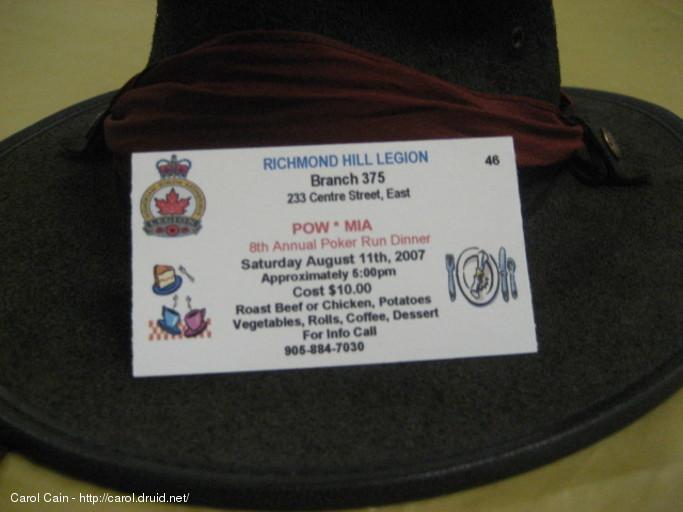 RICHMOND HILL LEGION
46
Branch 375
233 Centre Street, East
LEGION
POW * MIA
8th Annual Poker Run Dinner
Saturday August 11th, 2007
Approximately 5:00pm
Cost $10.00
Roast Beef or Chicken, Potatoes
Vegetables, Rolls, Coffee, Dessert
For Info Call
905-884-7030
Carol Cain - http://carol.druid.net/